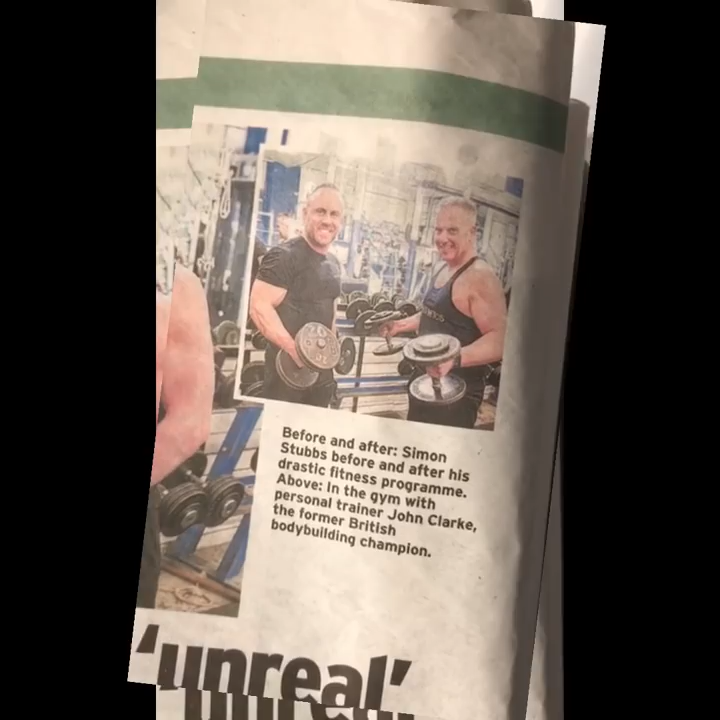 Before and after: Simon
Stubbs before and after his
drastic fitness programme.
Above: In the gym with
personal trainer John Clarke,
the former British
bodybuilding champion.
'unreal'